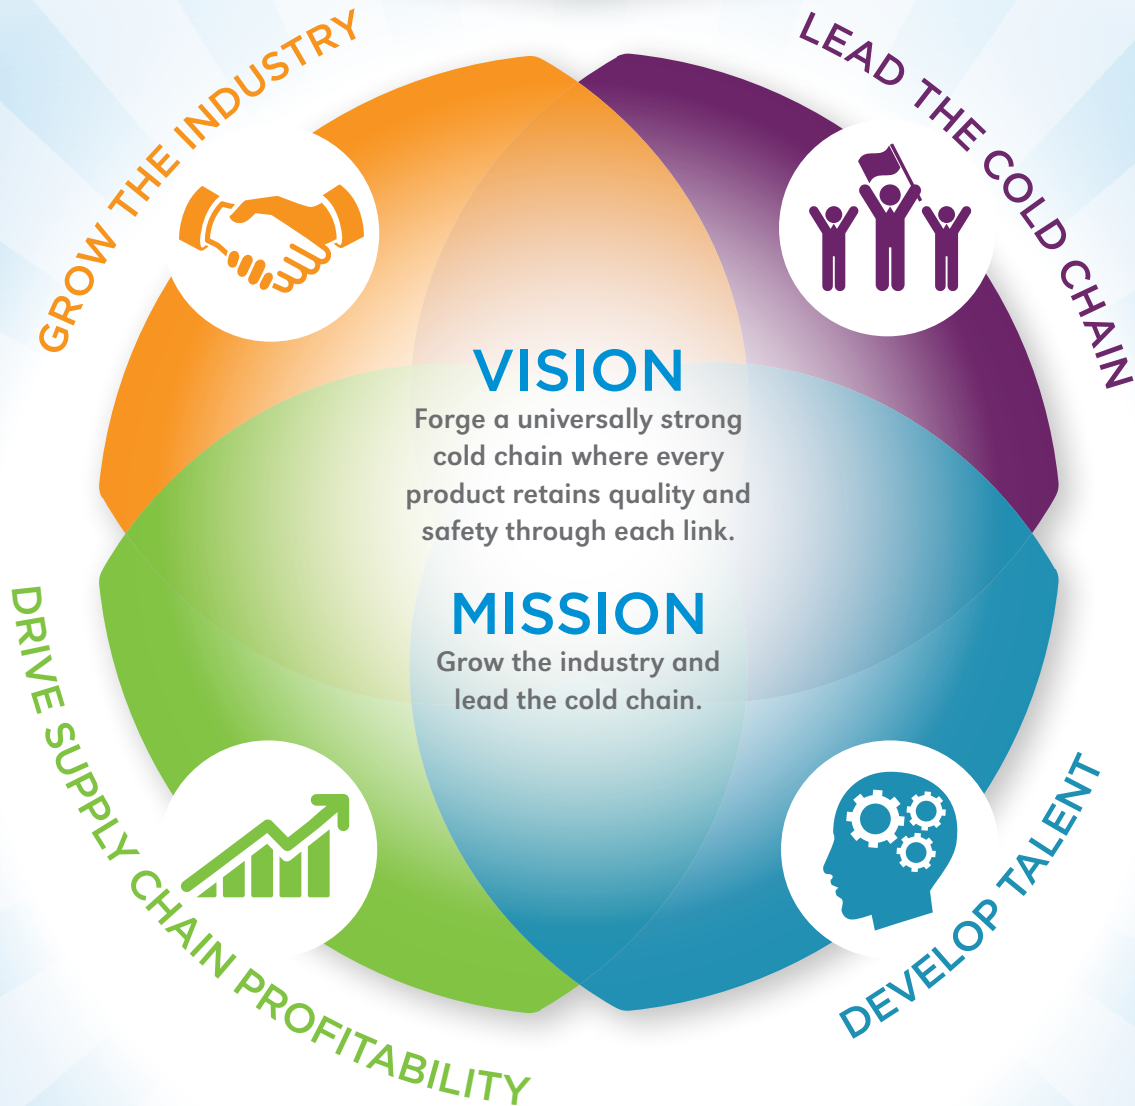 GROW THE INDUSTRY
LEAD THE COLD CHAIN
VISION
Forge a universally strong
cold chain where every
product retains quality and
safety through each link.
MISSION
Grow the industry and
lead the cold chain.
DRIVE SUPPLY CHAIN PROFITABILITY
DEVELOP TALENT